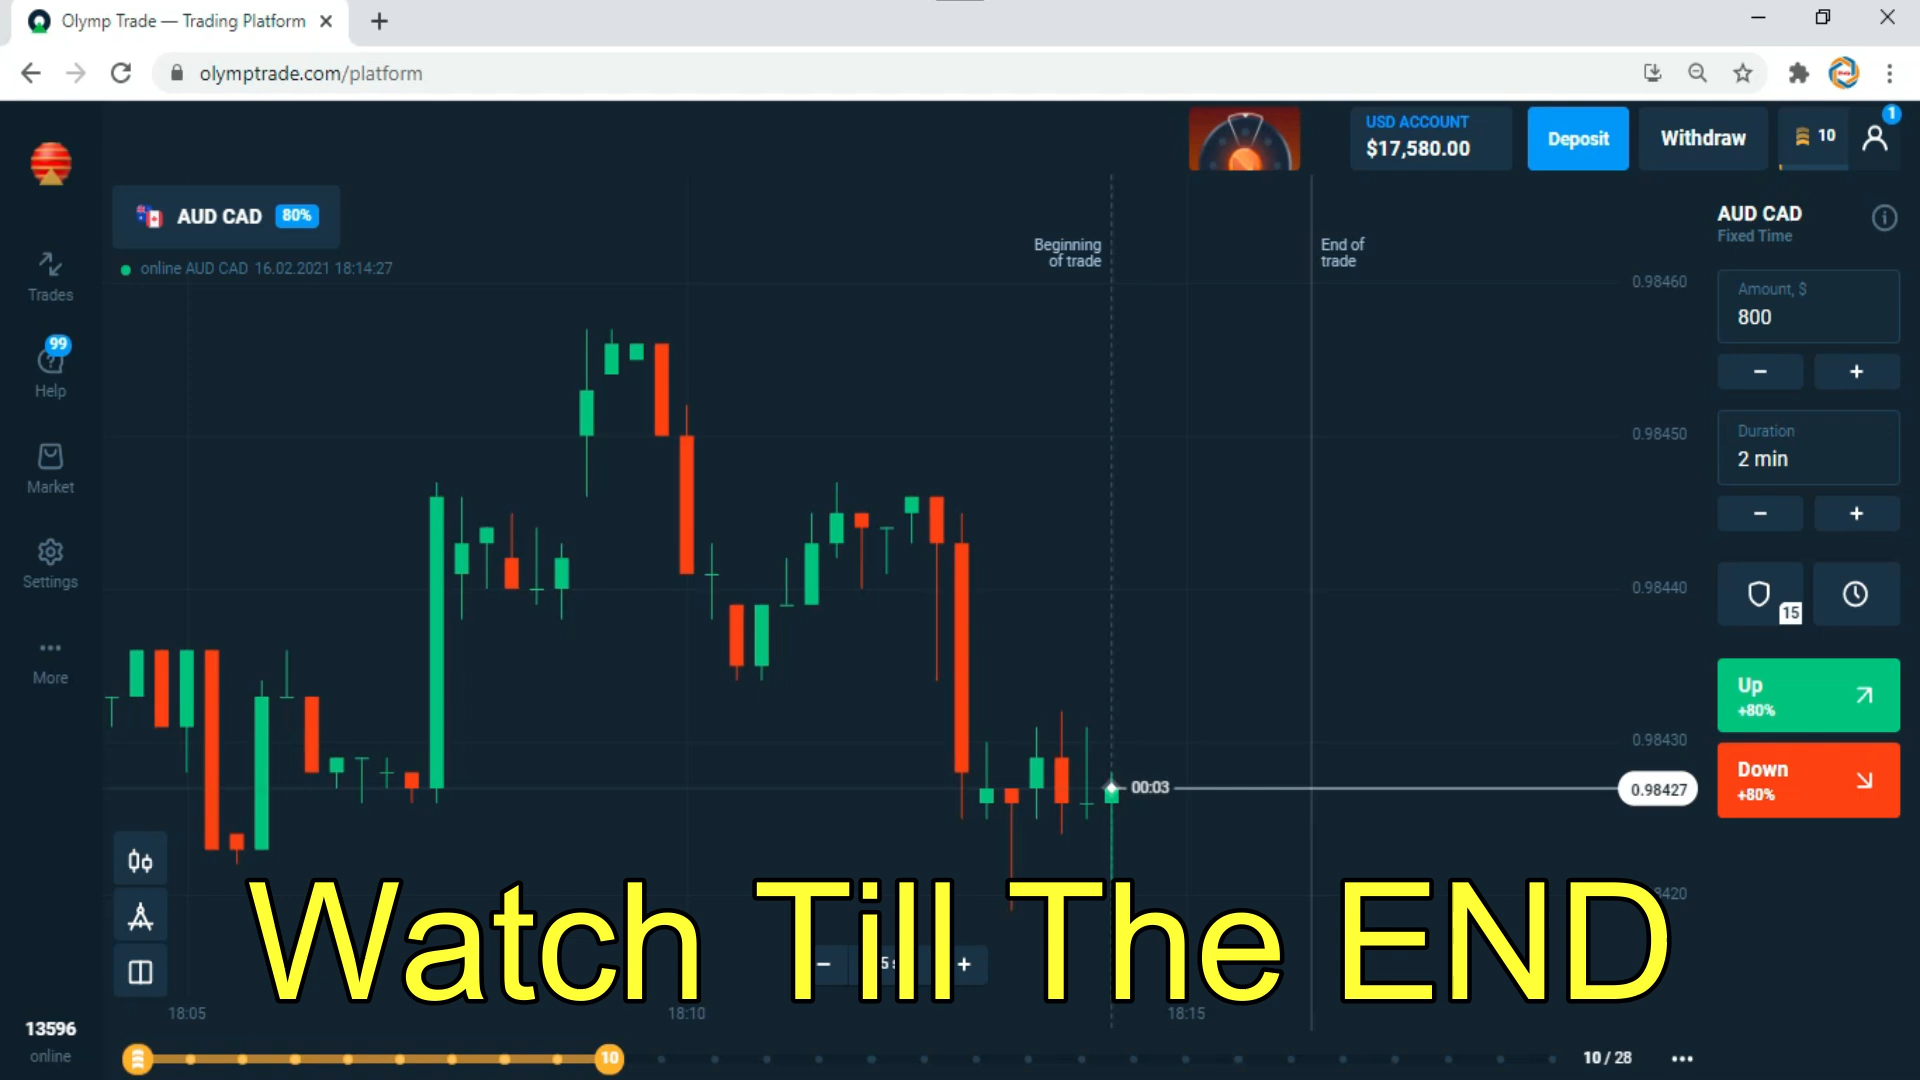 Olymp Trade — Trading Platform
olymptrade.com/platform
USD ACCOUNT
$17,580.00
Deposit
Withdraw
10
1
AUD CAD 80%
online AUD CAD 16.02.2021 18:14:27
Beginning
of trade
End of
trade
AUD CAD
Fixed Time
Amount, $
800
Duration
2 min
15
Up
+80%
Down
+80%
Trades
99
Help
Market
Settings
More
0.98460
0.98450
0.98440
0.98430
00:03
0.98427
Watch Till The END
18:05
18:10
18:15
13596
online
10
10 / 28